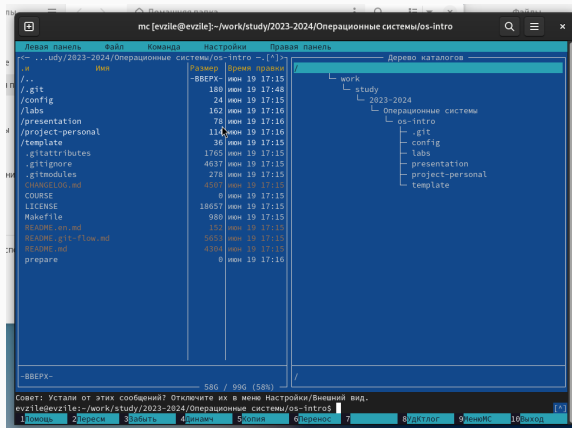 mc [evzile@evzile]:~/work/study/2023-2024/Операционные системы/os-intro
Левая панель Файл Команда Настройки Правая панель
<— ...udy/2023-2024/Операционные системы/os-intro —.[^]>
.и Имя Размер Время правки
/.. -ВВЕРХ- июн 19 17:15
/.git 180 июн 19 17:48
/config 24 июн 19 17:15
/labs 162 июн 19 17:16
/presentation 78 июн 19 17:16
/project-personal 114 июн 19 17:16
/template 36 июн 19 17:15
.gitattributes 1765 июн 19 17:15
.gitignore 4637 июн 19 17:15
.gitmodules 278 июн 19 17:15
CHANGELOG.md 4507 июн 19 17:15
COURSE 0 июн 19 17:15
LICENSE 18657 июн 19 17:15
Makefile 980 июн 19 17:15
README.en.md 152 июн 19 17:15
README.git-flow.md 5653 июн 19 17:15
README.md 4304 июн 19 17:15
prepare 0 июн 19 17:16
-ВВЕРХ-
58G / 99G (58%)
Дерево каталогов
/
work
study
2023-2024
Операционные системы
os-intro
.git
config
labs
presentation
project-personal
template
/
Совет: Устали от этих сообщений? Отключите их в меню Настройки/Внешний вид.
evzile@evzile:~/work/study/2023-2024/Операционные системы/os-intro$ [^]
1Помощь 2Пересм 3Забыть 4Динамч 5Копия 6Перенос 7 8УдКтлог 9МенюMC 10Выход